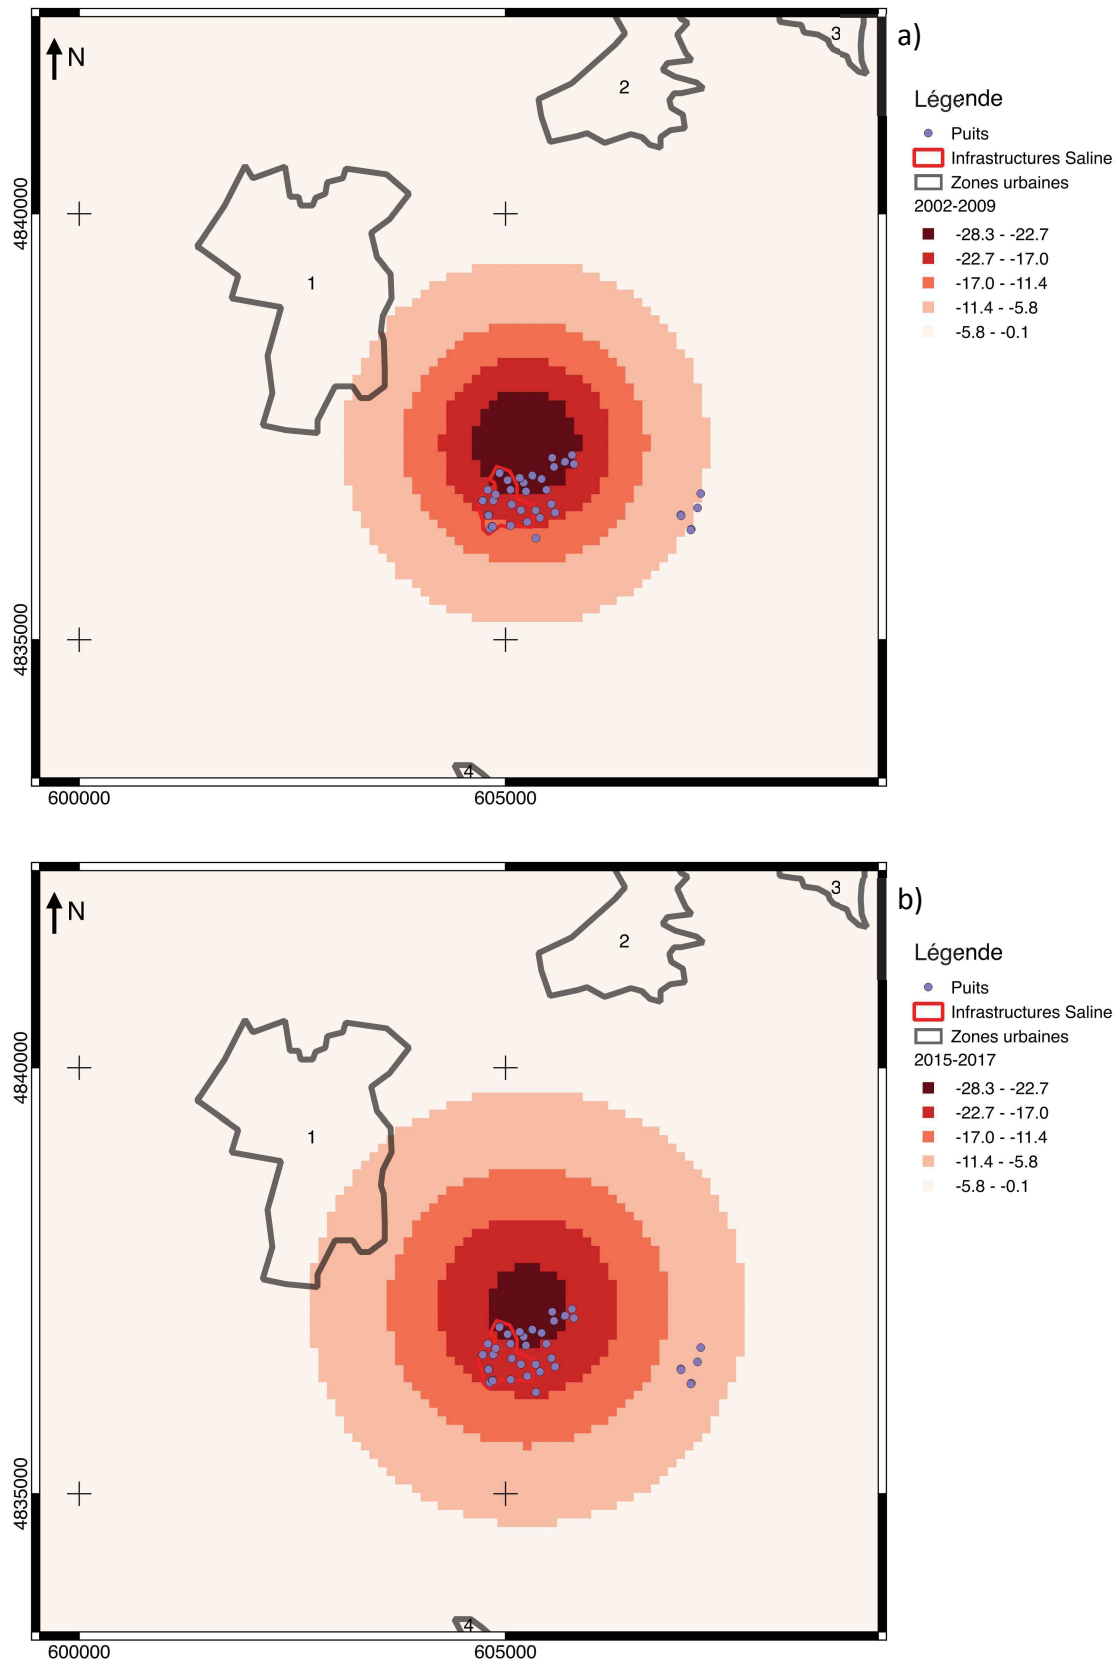 a)
N
3
2
1
4
4840000
4835000
600000
605000
Légende
Puits
Infrastructures Saline
Zones urbaines
2002-2009
-28.3 - -22.7
-22.7 - -17.0
-17.0 - -11.4
-11.4 - -5.8
-5.8 - -0.1
b)
N
3
2
1
4
4840000
4835000
600000
605000
Légende
Puits
Infrastructures Saline
Zones urbaines
2015-2017
-28.3 - -22.7
-22.7 - -17.0
-17.0 - -11.4
-11.4 - -5.8
-5.8 - -0.1